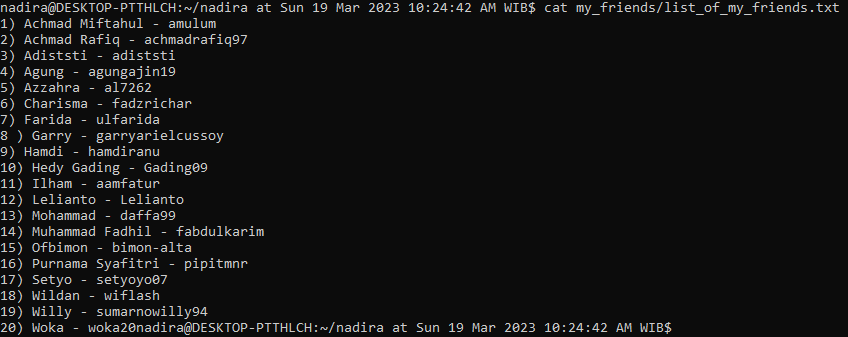 nadira@DESKTOP-PTTHLCH:~/nadira at Sun 19 Mar 2023 10:24:42 AM WIB$ cat my_friends/list_of_my_friends.txt
1) Achmad Miftahul - amulum
2) Achmad Rafiq - achmadrafiq97
3) Adiststi - adiststi
4) Agung - agungajin19
5) Azzahra - al7262
6) Charisma - fadzrichar
7) Farida - ulfarida
8 ) Garry - garryarielcussoy
9) Hamdi - hamdiranu
10) Hedy Gading - Gading09
11) Ilham - aamfatur
12) Lelianto - Lelianto
13) Mohammad - daffa99
14) Muhammad Fadhil - fabdulkarim
15) Ofbimon - bimon-alta
16) Purnama Syafitri - pipitmnr
17) Setyo - setyoyo07
18) Wildan - wiflash
19) Willy - sumarnowilly94
20) Woka - woka20nadira@DESKTOP-PTTHLCH:~/nadira at Sun 19 Mar 2023 10:24:42 AM WIB$